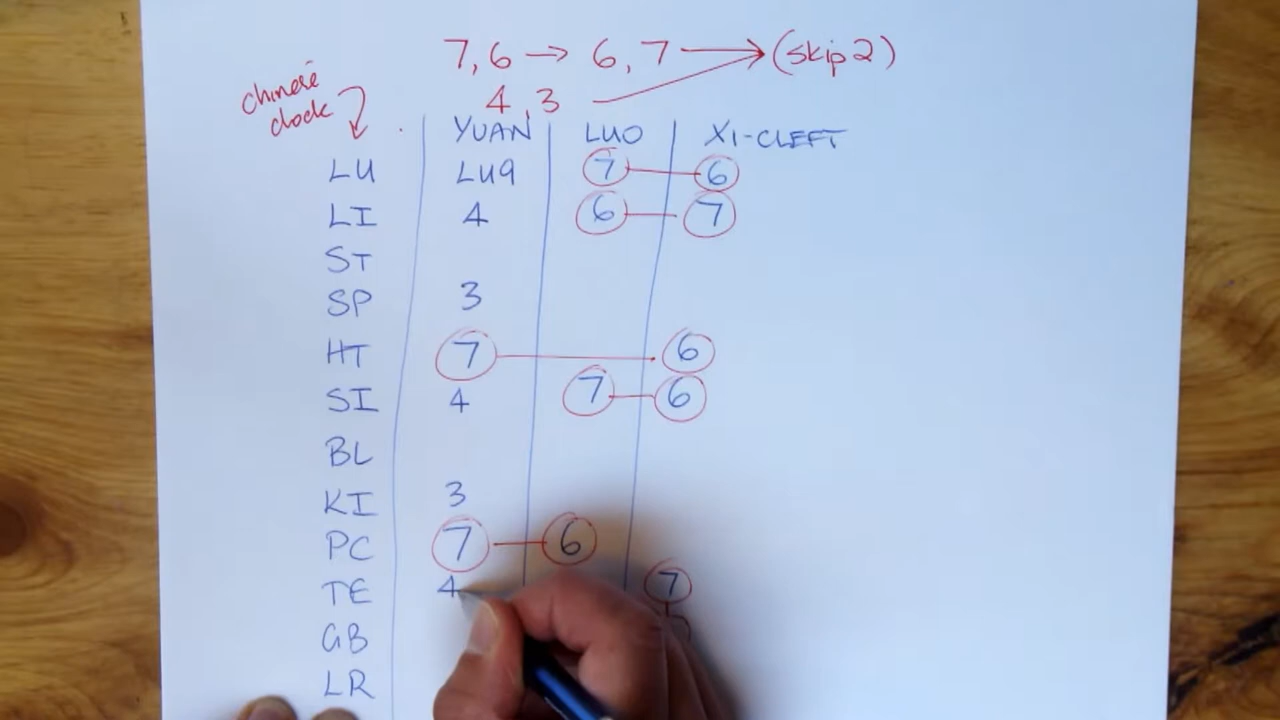 7,6 → 6,7 → (skip 2)
chinese
clock
4,3
YUAN LUO XI-CLEFT
LU LU9 7 6
LI 4 6 7
ST
SP 3
HT 7 6
SI 4 7 6
BL
KI 3
PC 7 6
TE 4 7
GB
LR